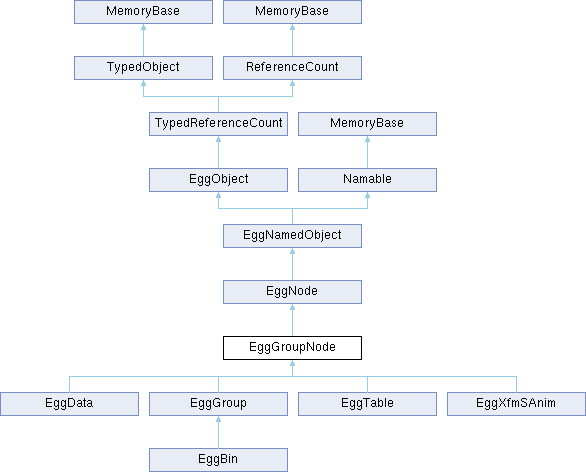 MemoryBase
MemoryBase
TypedObject
ReferenceCount
TypedReferenceCount
MemoryBase
EggObject
Namable
EggNamedObject
EggNode
EggGroupNode
EggData
EggGroup
EggTable
EggXfmSAnim
EggBin